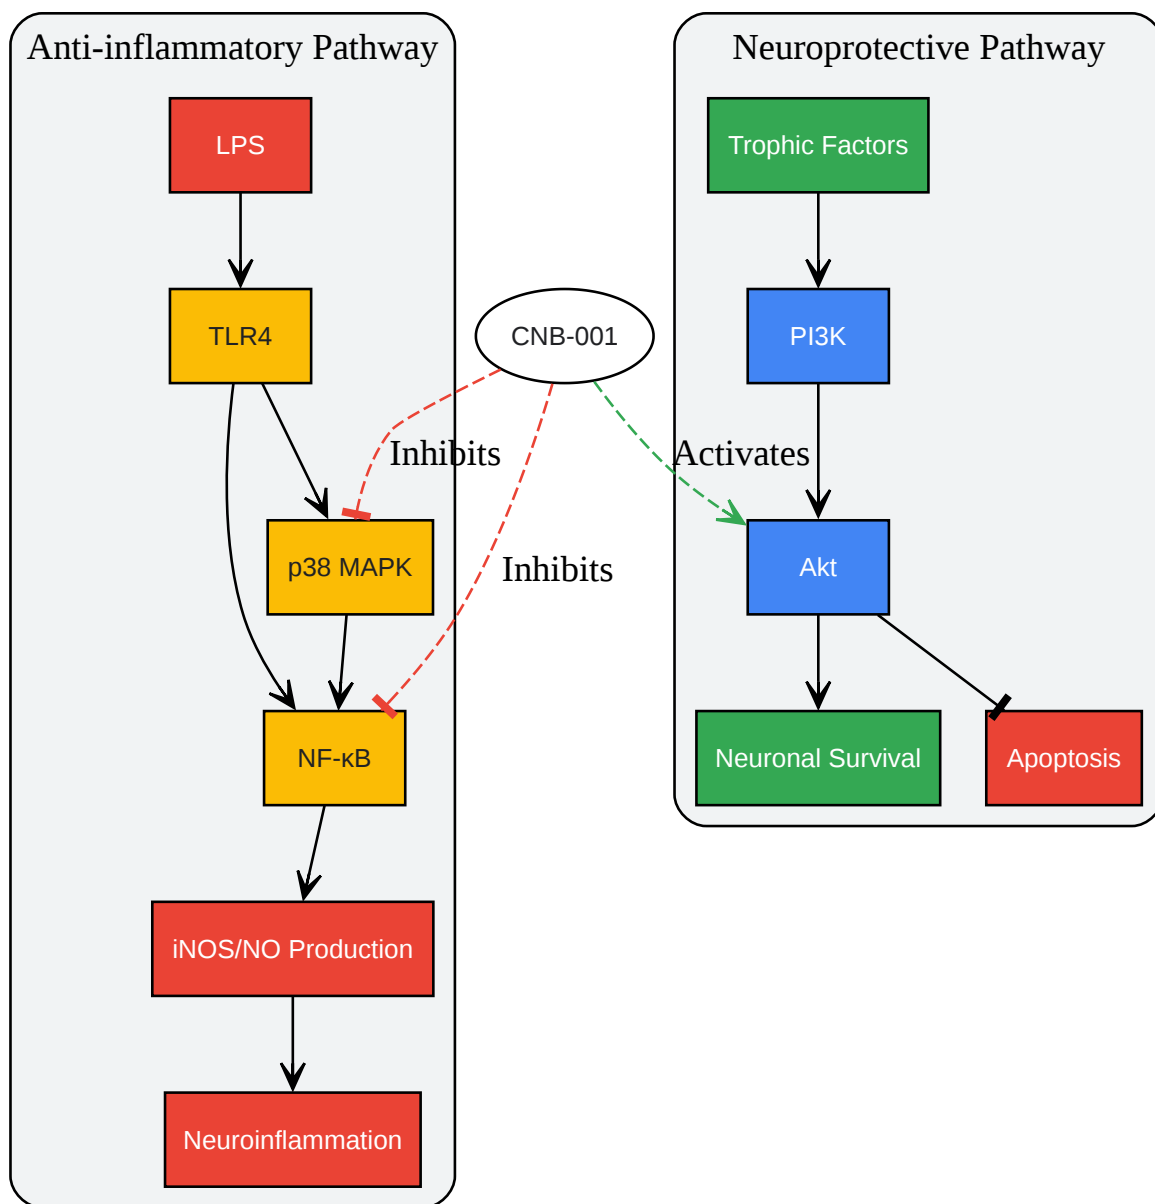 Anti-inflammatory Pathway
Neuroprotective Pathway
LPS
Trophic Factors
TLR4
CNB-001
PI3K
Inhibits
Activates
p38 MAPK
Inhibits
Akt
NF-κB
Neuronal Survival
Apoptosis
iNOS/NO Production
Neuroinflammation